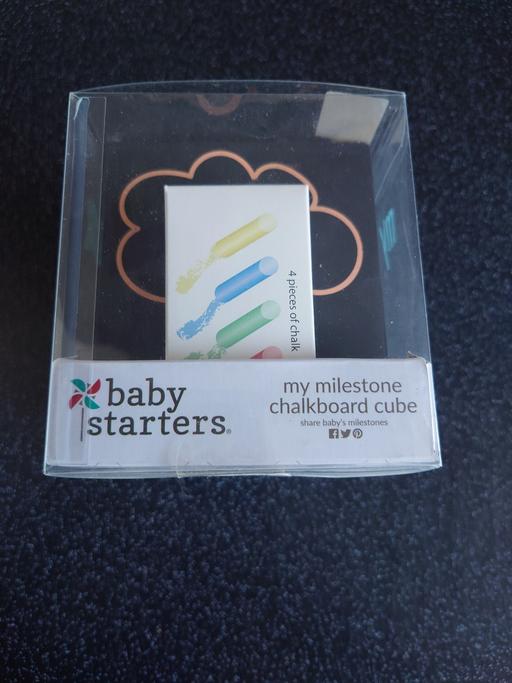 4 pieces of chalk
baby
starters®
my milestone
chalkboard cube
share baby's milestones